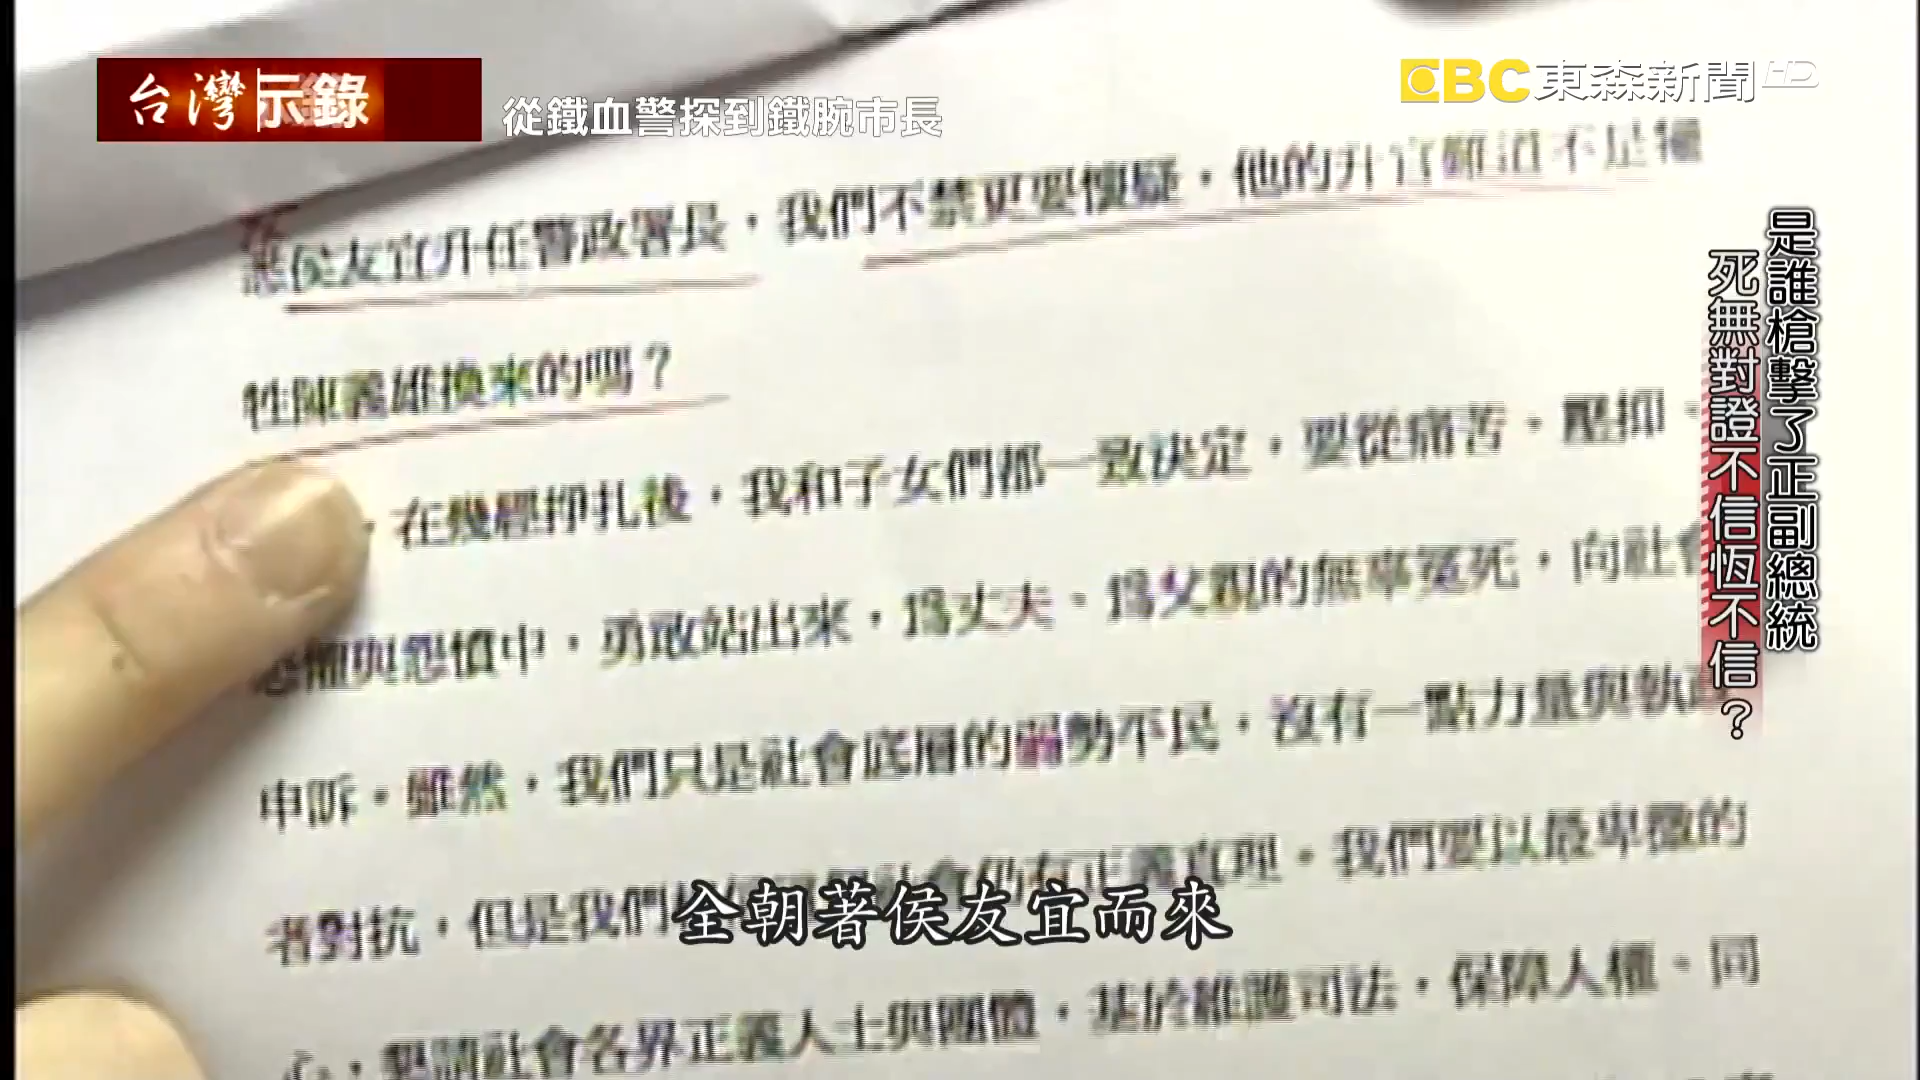 台灣示錄
從鐵血警探到鐵腕市長
EBC東森新聞HD
是誰槍擊了正副總統
死無對證不信恆不信？
侯友宜升任警政署長，我們不禁更要懷疑，他的升官難道不是犧
牲陳義雄換來的嗎？
在幾經掙扎後，我和子女們都一致決定，要從痛苦、壓抑、
恐懼與怨憤中，勇敢站出來，為丈夫、為父親的無辜冤死，向社會
申訴。雖然，我們只是社會底層的弱勢不民，沒有一點力量與執
者對抗，但是我們 社會仍有正義真理。我們要以最卑微的
心，懇請社會各界正義人士與團體，基於維護司法，保障人權、同
全朝著侯友宜而來